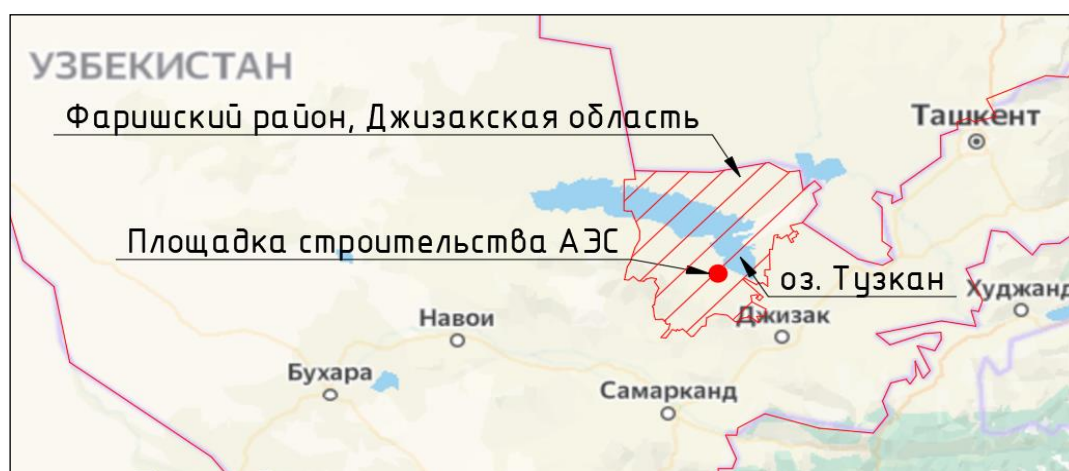 УЗБЕКИСТАН
Фаришский район, Джизакская область
Ташкент
Площадка строительства АЭС
оз. Тузкан
Худжанд
Навои
Джизак
Бухара
Самарканд